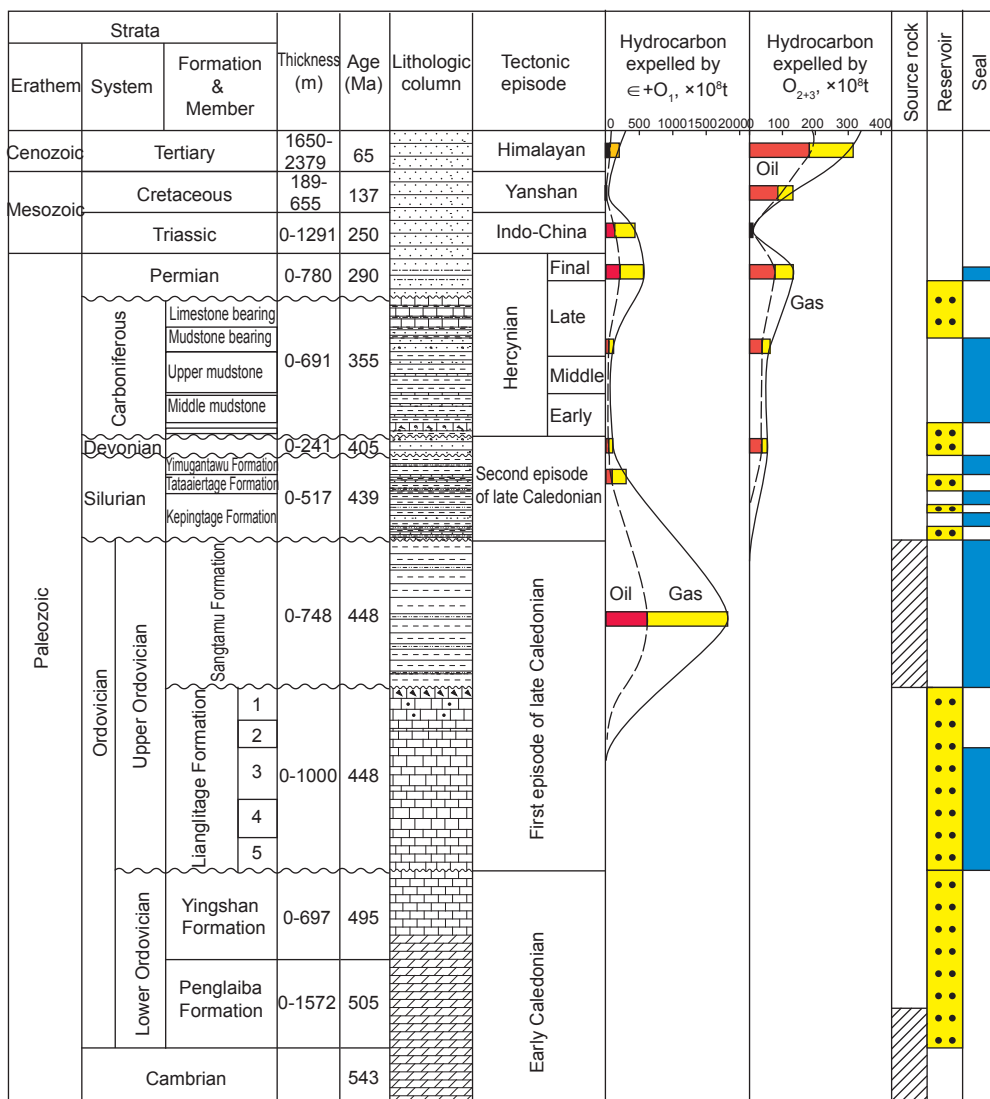 Strata
Erathem
System
Formation
&
Member
Thickness
(m)
Age
(Ma)
Lithologic
column
Tectonic
episode
Hydrocarbon
expelled by
∈+O₁, ×10⁸t
Hydrocarbon
expelled by
O₂₊₃, ×10⁸t
Source rock
Reservoir
Seal
0 500 1000 1500 2000
0 100 200 300 400
Cenozoic
Tertiary
1650-
2379
65
Himalayan
Oil
Mesozoic
Cretaceous
189-
655
137
Yanshan
Triassic
0-1291
250
Indo-China
Paleozoic
Permian
0-780
290
Hercynian
Final
Late
Middle
Early
Gas
Carboniferous
Limestone bearing
Mudstone bearing
Upper mudstone
Middle mudstone
0-691
355
Devonian
0-241
405
Silurian
Yimugantawu Formation
Tataaiertage Formation
Kepingtage Formation
0-517
439
Second episode
of late Caledonian
Ordovician
Upper Ordovician
Sangtamu Formation
0-748
448
Oil
Gas
First episode of late Caledonian
Lianglitage Formation
1
2
3
4
5
0-1000
448
Lower Ordovician
Yingshan
Formation
0-697
495
Early Caledonian
Penglaiba
Formation
0-1572
505
Cambrian
543